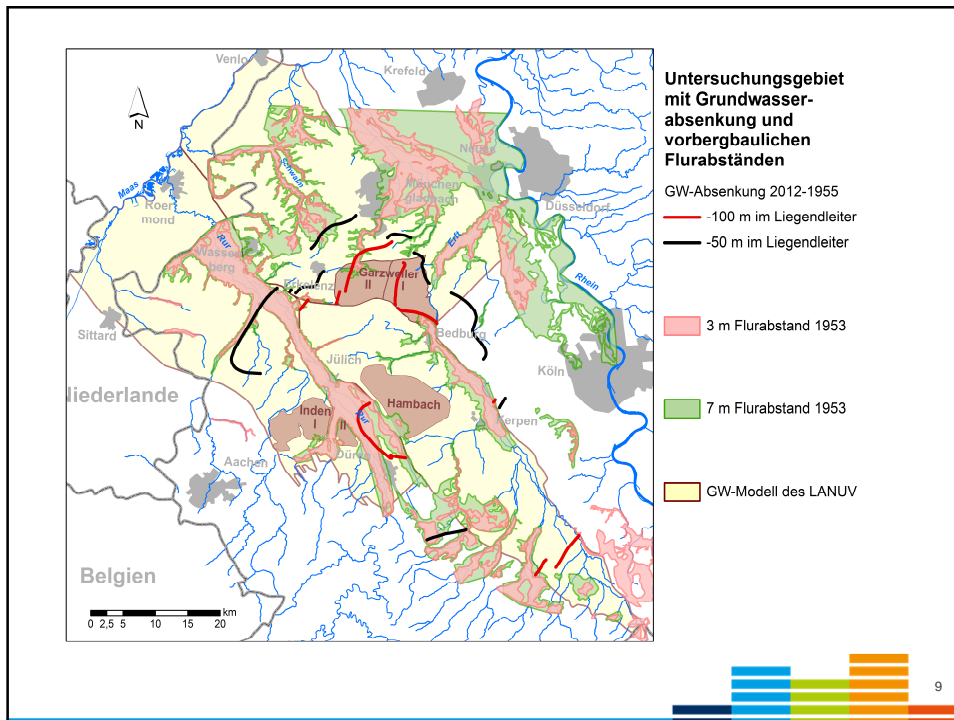 Venlo
Krefeld
N
Schwalm
Neuss
Maas
Mönchen
gladbach
Roer
mond
Düsseldorf
Rur
Erft
Wassen
berg
Rhein
Garzweiler
II I
Erkelenz
Sittard
Bedburg
Jülich
Köln
Niederlande
Hambach
Inden
I II
Rur
Kerpen
Düren
Aachen
Belgien
km
0 2,5 5 10 15 20
Untersuchungsgebiet
mit Grundwasser-
absenkung und
vorbergbaulichen
Flurabständen
GW-Absenkung 2012-1955
-100 m im Liegendleiter
-50 m im Liegendleiter
3 m Flurabstand 1953
7 m Flurabstand 1953
GW-Modell des LANUV
9